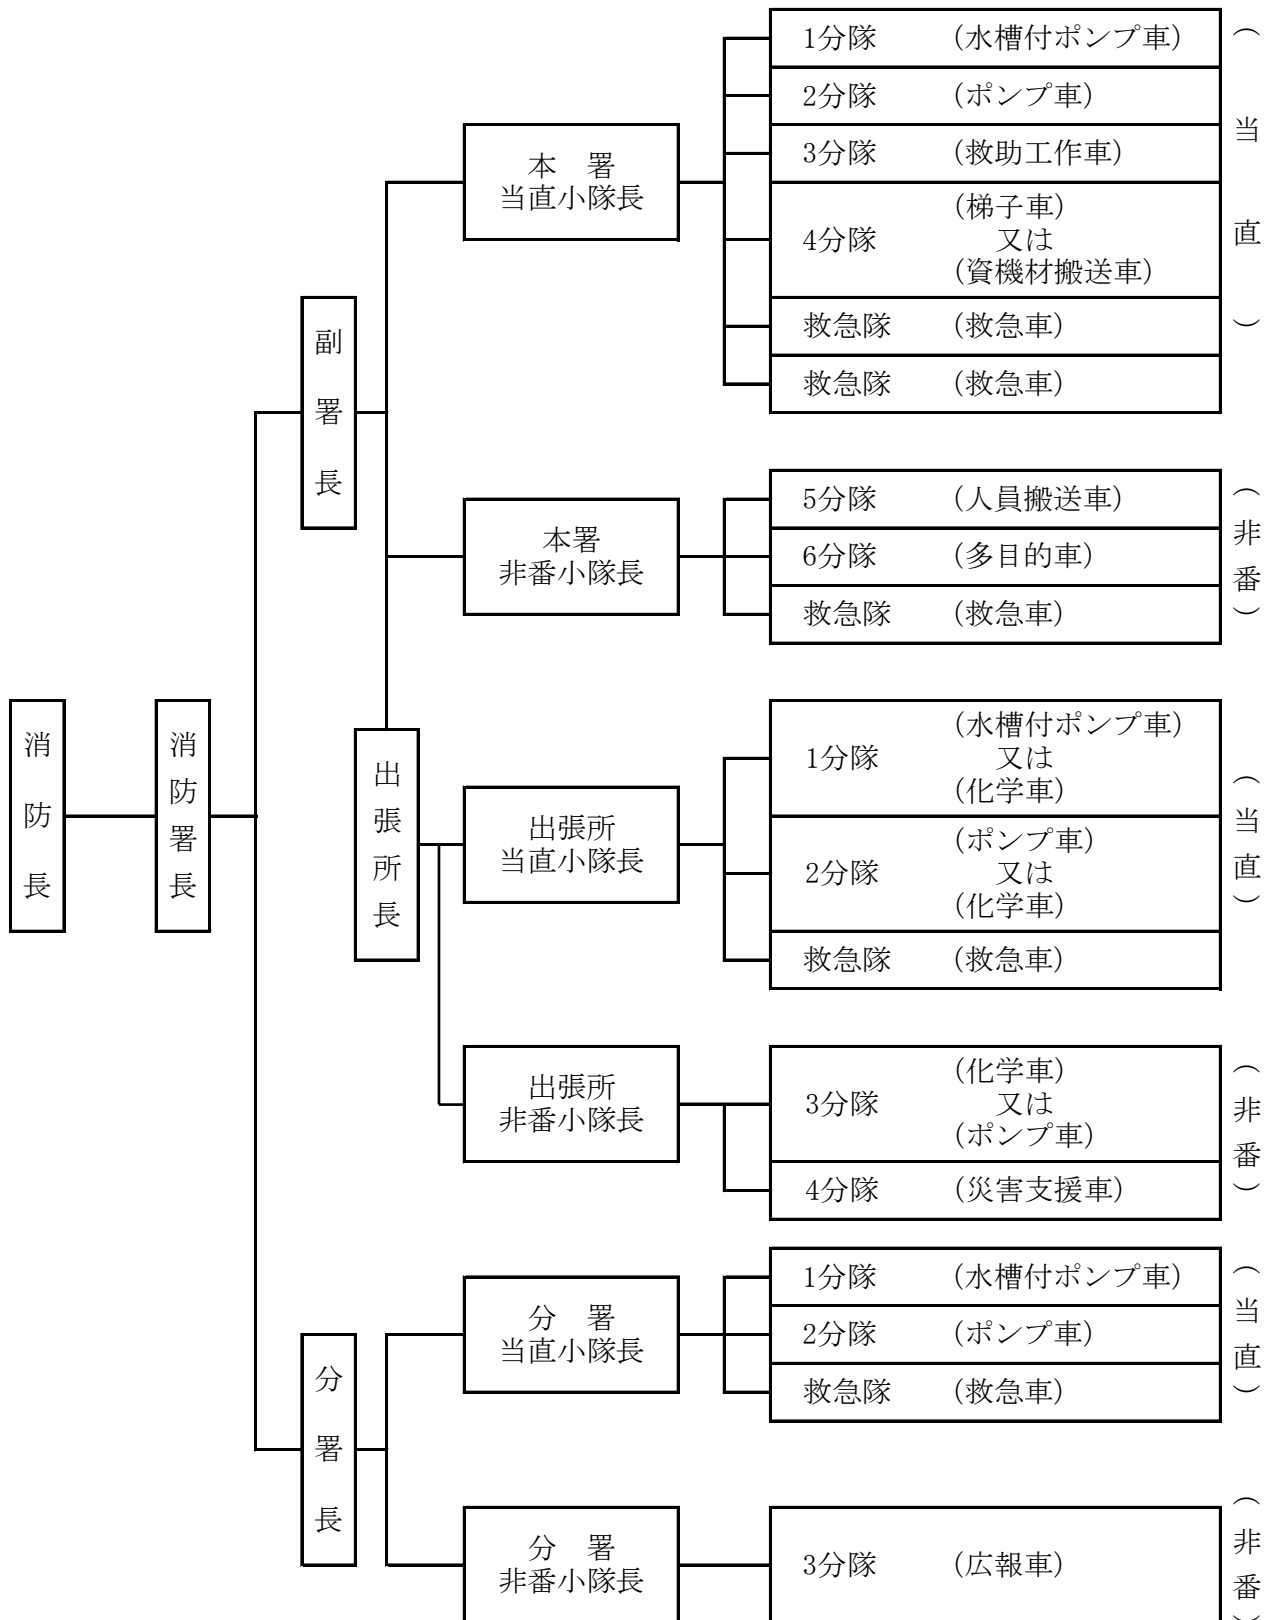 消防長
消防署長
副署長
本　署
当直小隊長
1分隊　（水槽付ポンプ車）
2分隊　（ポンプ車）
3分隊　（救助工作車）
4分隊　（梯子車）
又は
（資機材搬送車）
救急隊　（救急車）
救急隊　（救急車）
（当直）
本署
非番小隊長
5分隊　（人員搬送車）
6分隊　（多目的車）
救急隊　（救急車）
（非番）
出張所長
出張所
当直小隊長
1分隊　（水槽付ポンプ車）
又は
（化学車）
2分隊　（ポンプ車）
又は
（化学車）
救急隊　（救急車）
（当直）
出張所
非番小隊長
3分隊　（化学車）
又は
（ポンプ車）
4分隊　（災害支援車）
（非番）
分署長
分　署
当直小隊長
1分隊　（水槽付ポンプ車）
2分隊　（ポンプ車）
救急隊　（救急車）
（当直）
分　署
非番小隊長
3分隊　（広報車）
（非番）